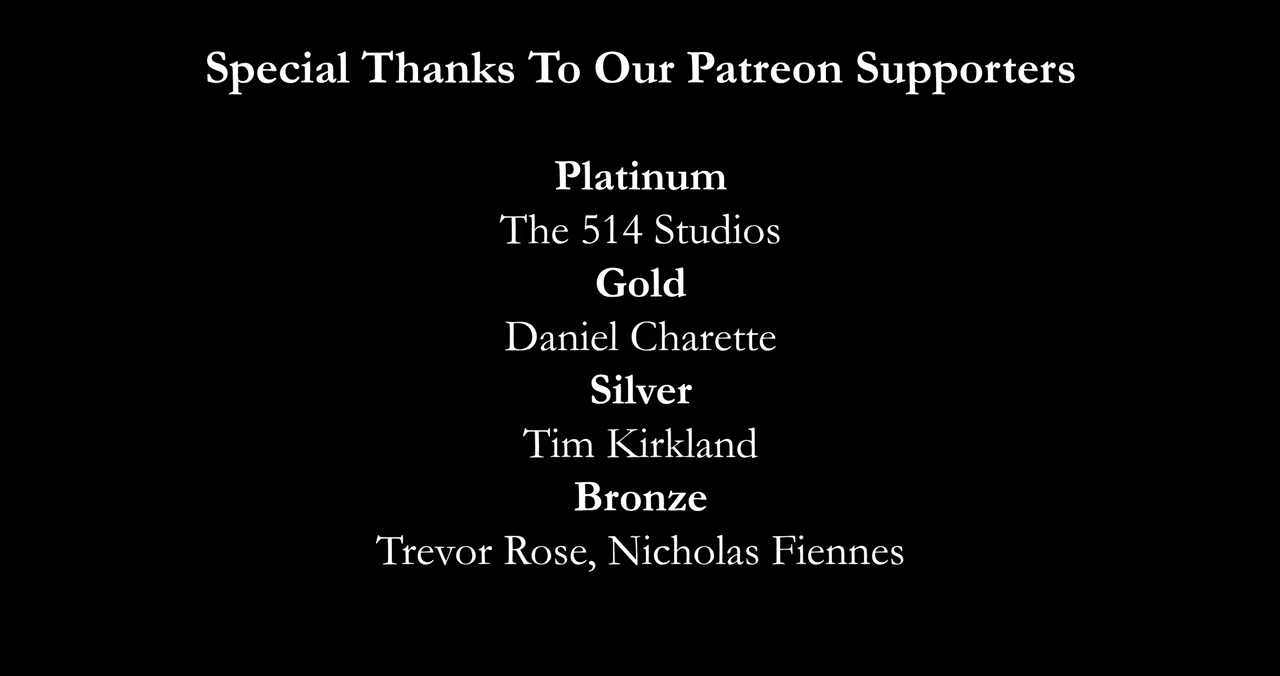 Special Thanks To Our Patreon Supporters
Platinum
The 514 Studios
Gold
Daniel Charette
Silver
Tim Kirkland
Bronze
Trevor Rose, Nicholas Fiennes